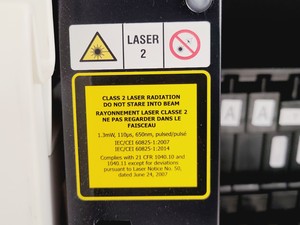 LASER
2
CLASS 2 LASER RADIATION
DO NOT STARE INTO BEAM
RAYONNEMENT LASER CLASSE 2
NE PAS REGARDER DANS LE
FAISCEAU
1.3mW, 110µs, 650nm, pulsed/pulsé
IEC/CEI 60825-1:2007
IEC/CEI 60825-1:2014
Complies with 21 CFR 1040.10 and
1040.11 except for deviations
pursuant to Laser Notice No. 50,
dated June 24, 2007
A
A